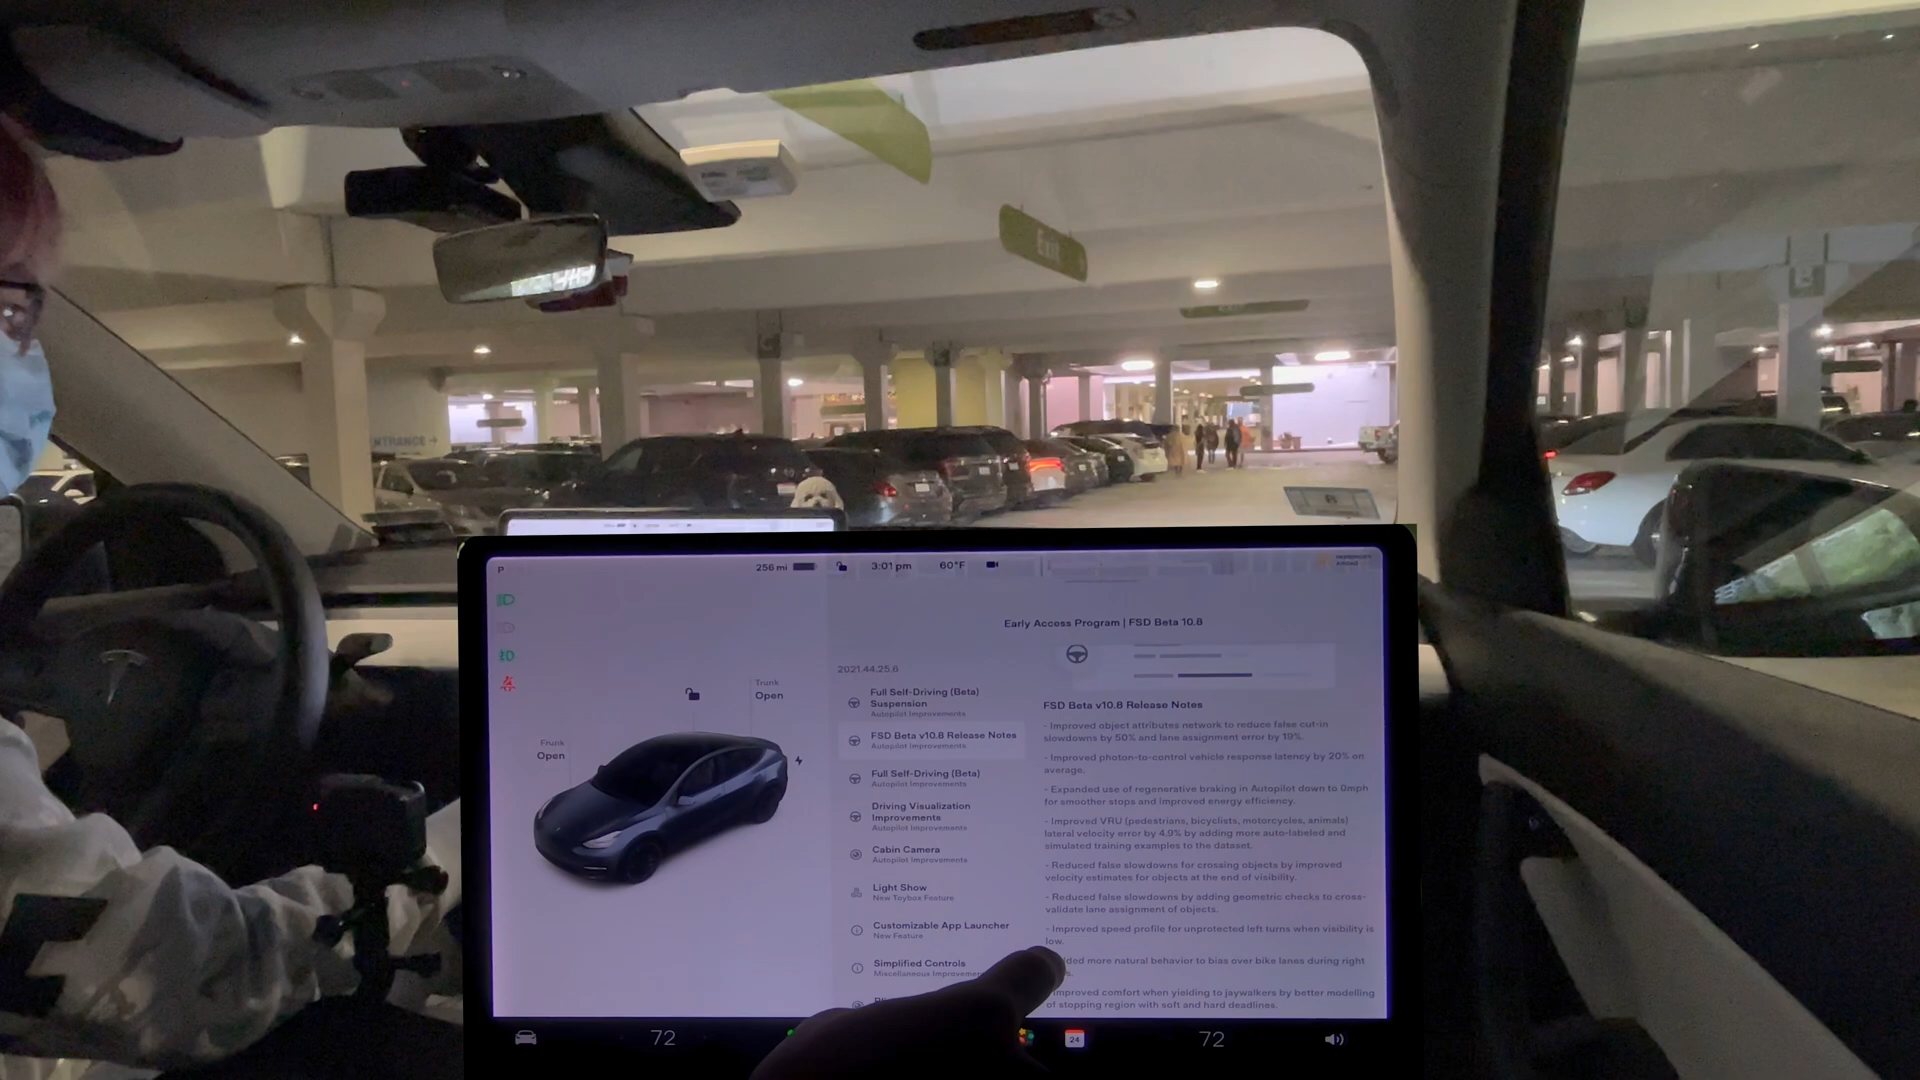 Exit
ENTRANCE →
P
256 mi
3:01 pm
60°F
Early Access Program | FSD Beta 10.8
2021.44.25.6
Trunk
Open
Frunk
Open
Full Self-Driving (Beta)
Suspension
Autopilot Improvements
FSD Beta v10.8 Release Notes
Autopilot Improvements
Full Self-Driving (Beta)
Autopilot Improvements
Driving Visualization
Improvements
Autopilot Improvements
Cabin Camera
Autopilot Improvements
Light Show
New Toybox Feature
Customizable App Launcher
New Feature
Simplified Controls
Miscellaneous Improveme
FSD Beta v10.8 Release Notes
- Improved object attributes network to reduce false cut-in
slowdowns by 50% and lane assignment error by 19%.
- Improved photon-to-control vehicle response latency by 20% on
average.
- Expanded use of regenerative braking in Autopilot down to 0mph
for smoother stops and improved energy efficiency.
- Improved VRU (pedestrians, bicyclists, motorcycles, animals)
lateral velocity error by 4.9% by adding more auto-labeled and
simulated training examples to the dataset.
- Reduced false slowdowns for crossing objects by improved
velocity estimates for objects at the end of visibility.
- Reduced false slowdowns by adding geometric checks to cross-
validate lane assignment of objects.
- Improved speed profile for unprotected left turns when visibility is
low.
dded more natural behavior to bias over bike lanes during right
s.
Improved comfort when yielding to jaywalkers by better modelling
of stopping region with soft and hard deadlines.
72
24
72